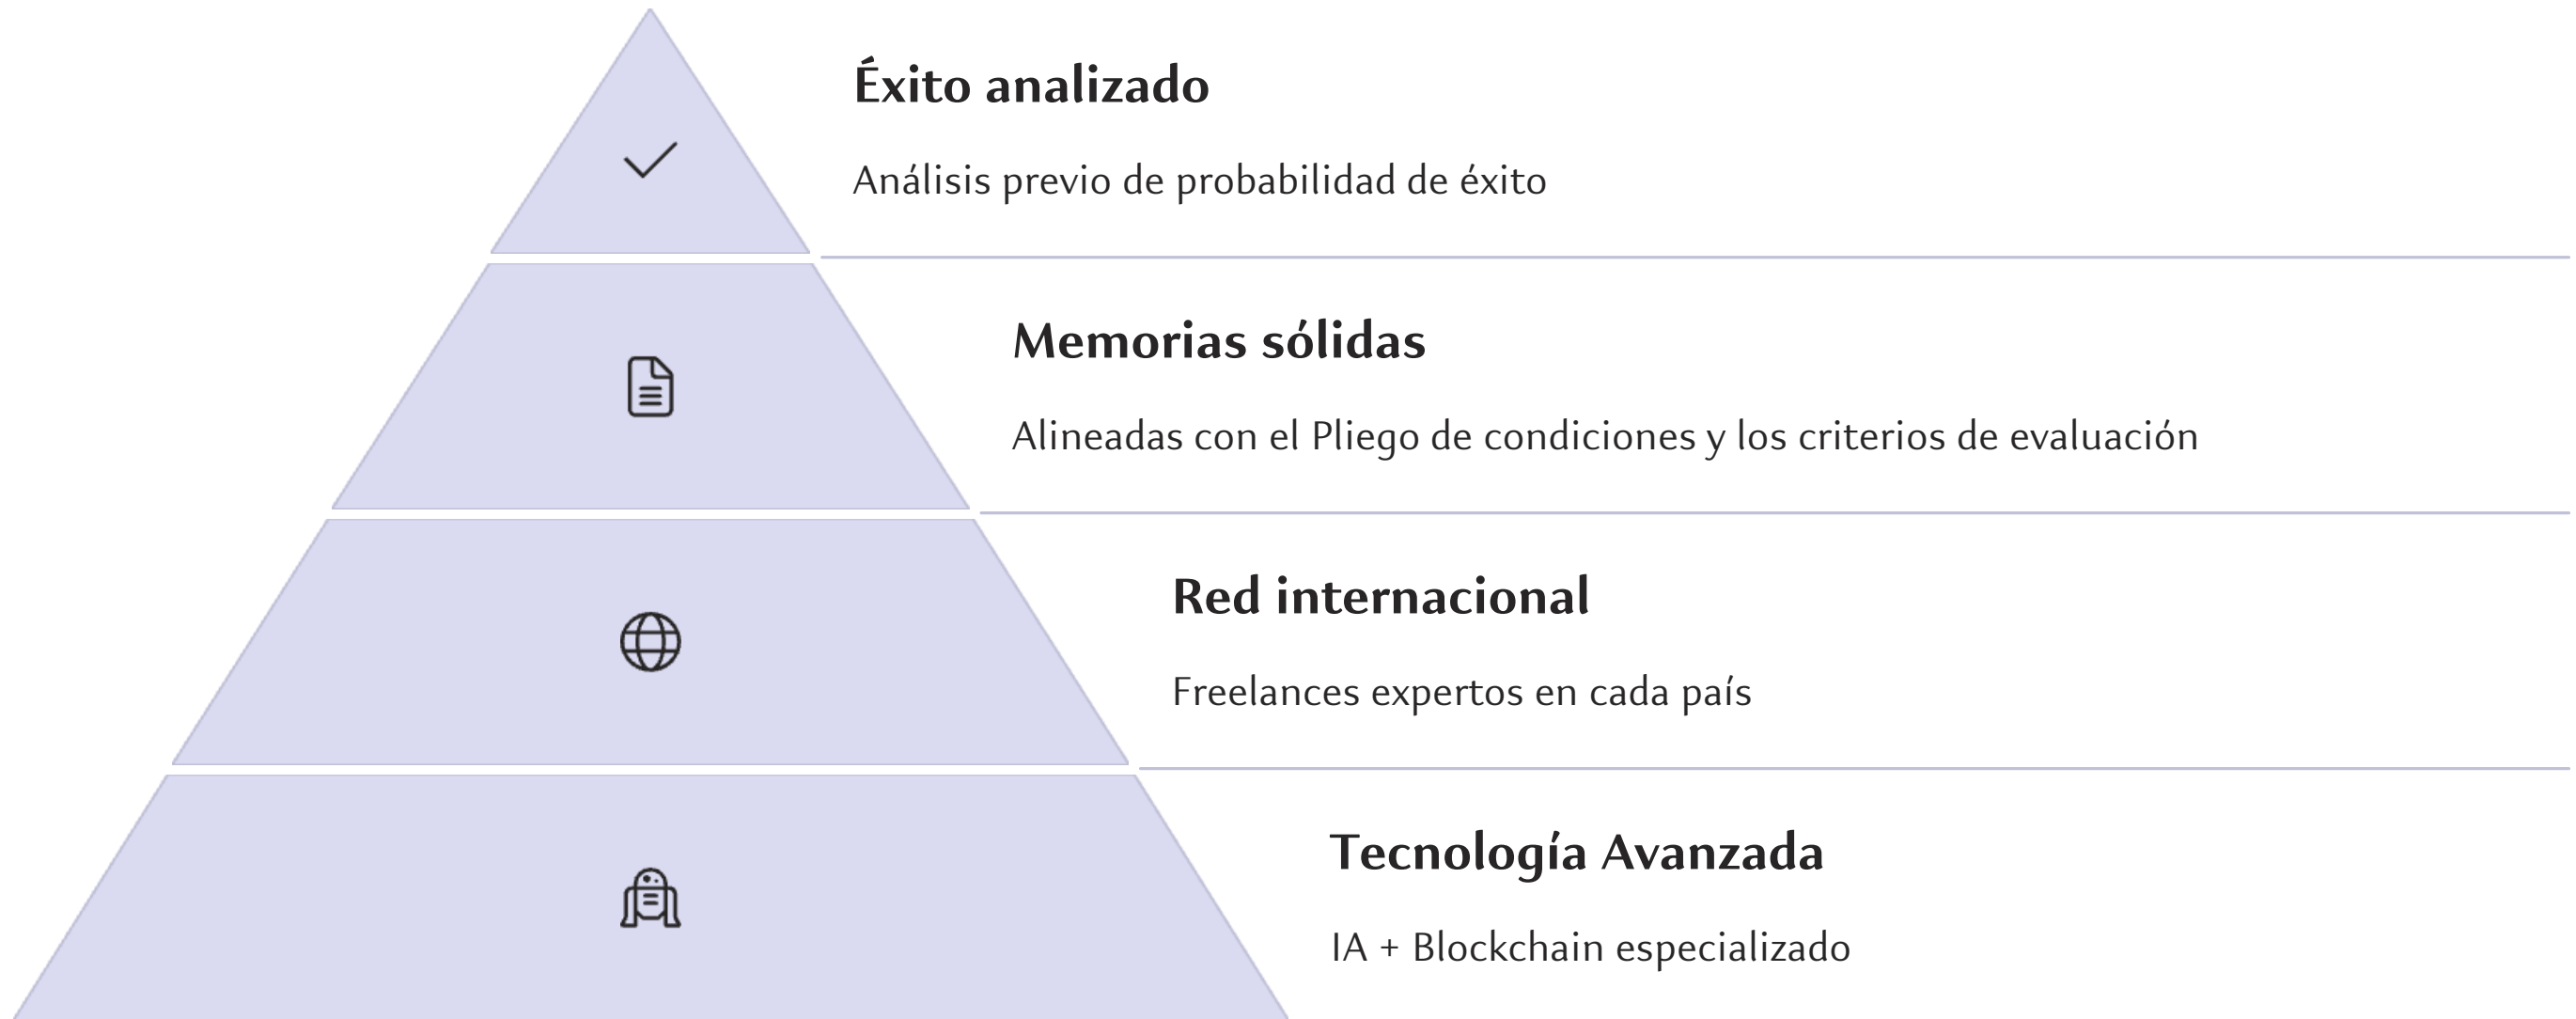 Éxito analizado
Análisis previo de probabilidad de éxito
Memorias sólidas
Alineadas con el Pliego de condiciones y los criterios de evaluación
Red internacional
Freelances expertos en cada país
Tecnología Avanzada
IA + Blockchain especializado